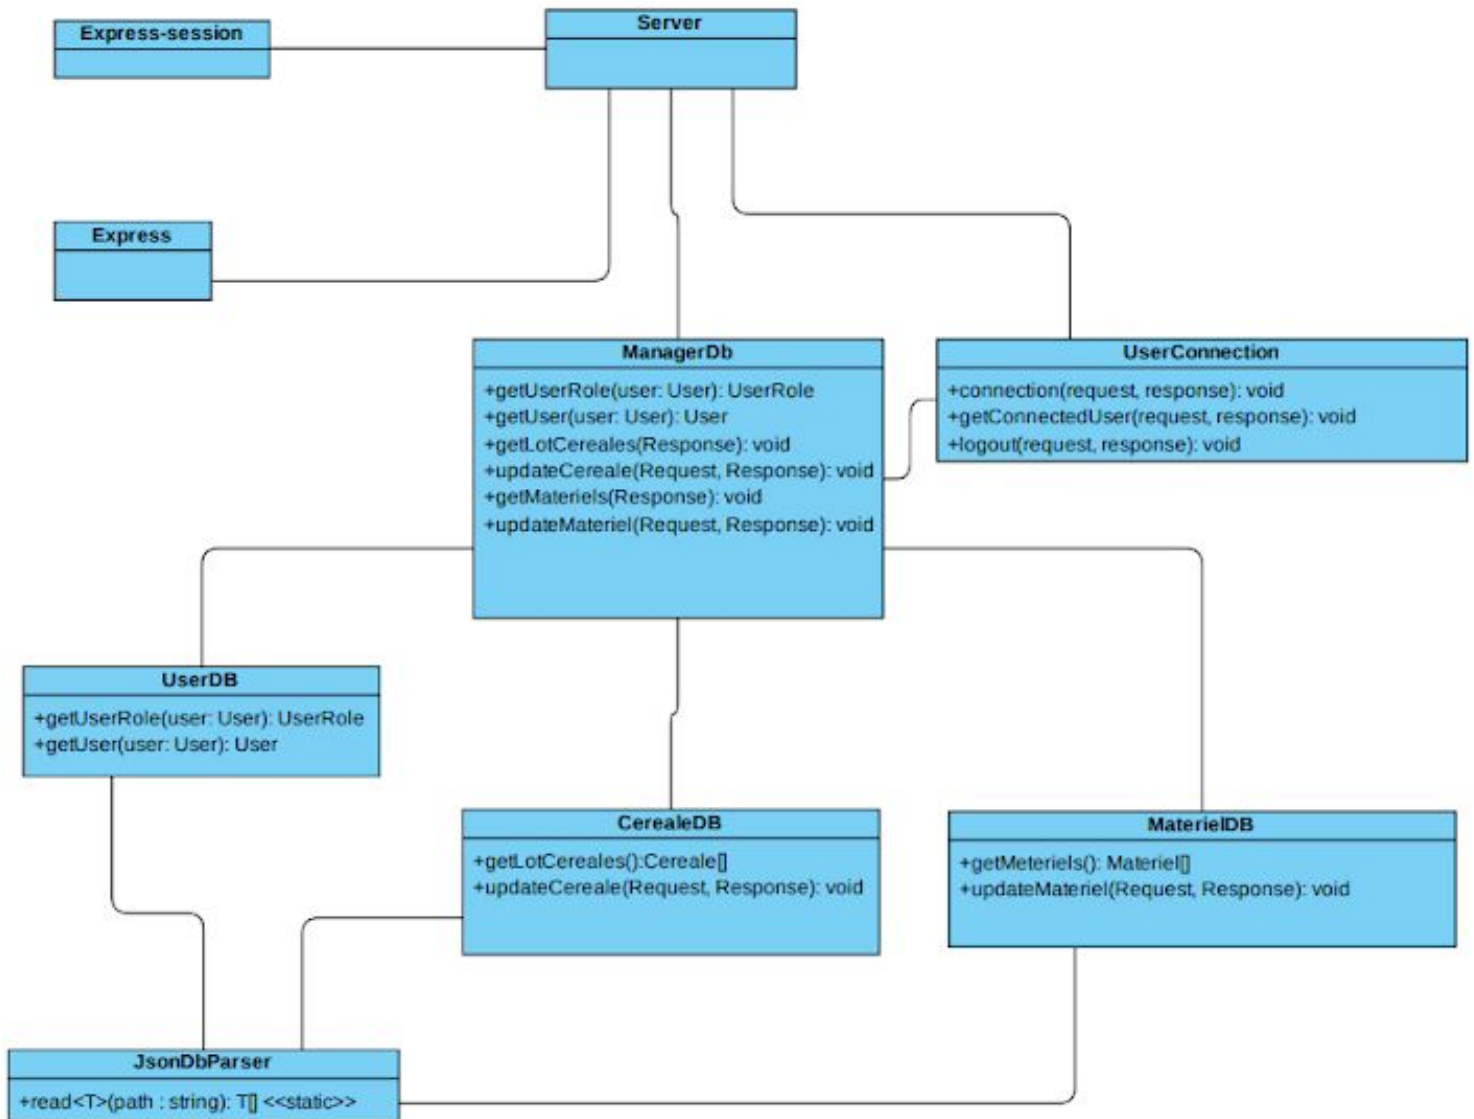 Express-session
Server
Express
ManagerDb
+getUserRole(user: User): UserRole
+getUser(user: User): User
+getLotCereales(Response): void
+updateCereale(Request, Response): void
+getMateriels(Response): void
+updateMateriel(Request, Response): void
UserConnection
+connection(request, response): void
+getConnectedUser(request, response): void
+logout(request, response): void
UserDB
+getUserRole(user: User): UserRole
+getUser(user: User): User
CerealeDB
+getLotCereales():Cereale[]
+updateCereale(Request, Response): void
MaterielDB
+getMeteriels(): Materiel[]
+updateMateriel(Request, Response): void
JsonDbParser
+read<T>(path : string): T[] <<static>>